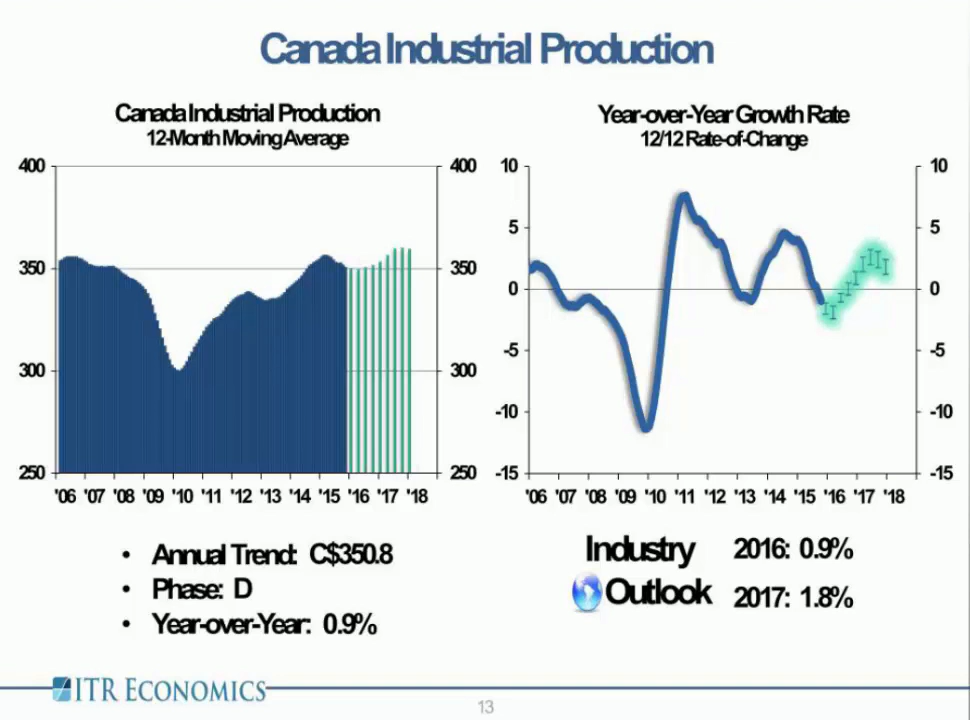 Canada Industrial Production
Canada Industrial Production
12-Month Moving Average
400
350
300
250
400
350
300
250
'06 '07 '08 '09 '10 '11 '12 '13 '14 '15 '16 '17 '18
Year-over-Year Growth Rate
12/12 Rate-of-Change
10
5
0
-5
-10
-15
10
5
0
-5
-10
-15
'06 '07 '08 '09 '10 '11 '12 '13 '14 '15 '16 '17 '18
• Annual Trend: C$350.8
• Phase: D
• Year-over-Year: 0.9%
Industry
Outlook
2016: 0.9%
2017: 1.8%
ITR ECONOMICS
13